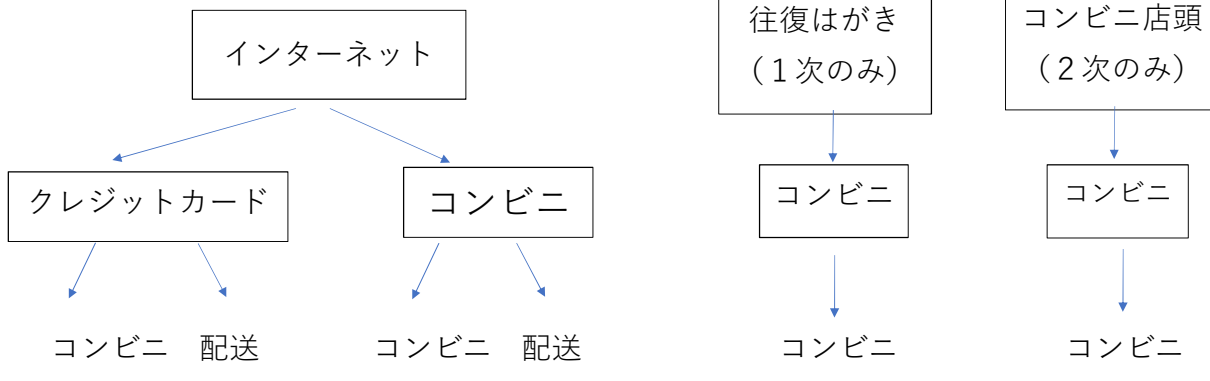 インターネット
往復はがき
(1次のみ)
コンビニ店頭
(2次のみ)
クレジットカード
コンビニ
コンビニ
コンビニ
コンビニ 配送
コンビニ 配送
コンビニ
コンビニ